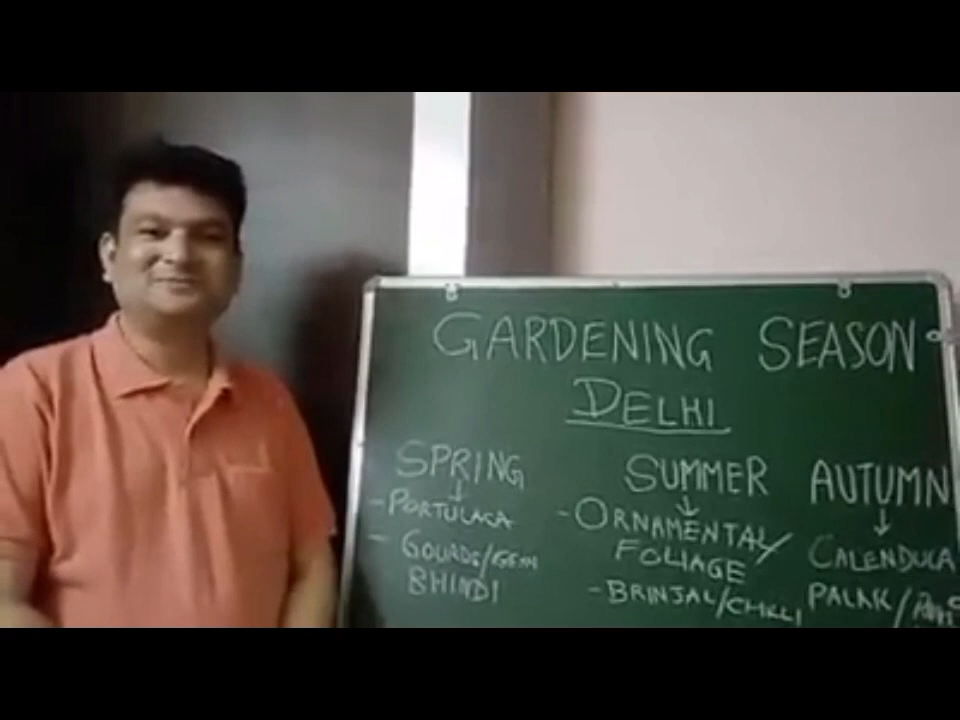 GARDENING SEASON
DELHI
SPRING
↓
- PORTULACA
- GOURDS/
BHINDI
SUMMER
↓
- ORNAMENTAL/
FOLIAGE
- BRINJAL/CHILLI
AUTUMN
↓
CALENDULA
PALAK/